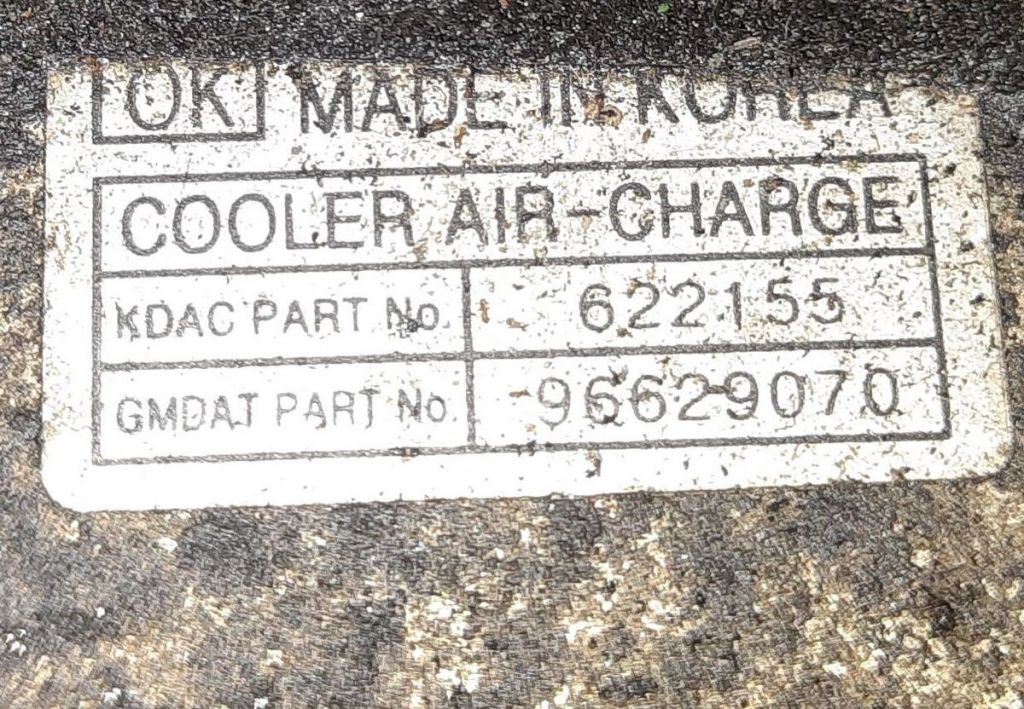 OK MADE IN KOREA
COOLER AIR-CHARGE
KDAC PART No. 622155
GMDAT PART No. 96629070